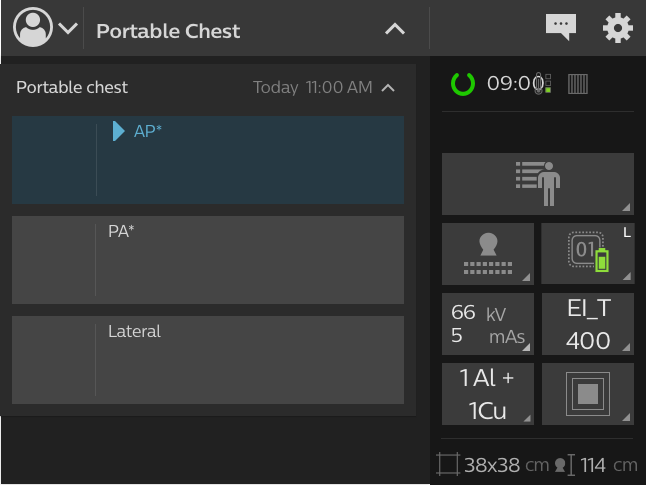 Portable Chest
Portable chest Today 11:00 AM
AP*
PA*
Lateral
09:00
L
01
66 kV
5 mAs
EI_T
400
1 Al +
1Cu
38x38 cm 114 cm